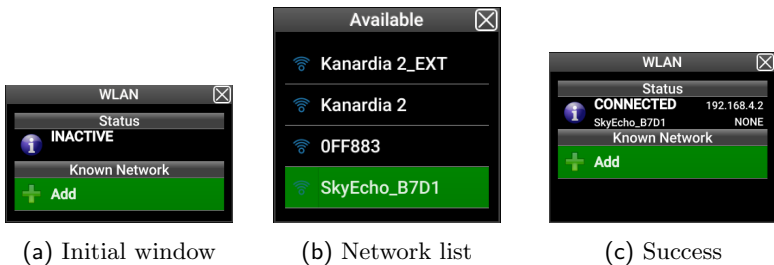 WLAN
Status
INACTIVE
Known Network
Add
(a) Initial window
Available
Kanardia 2_EXT
Kanardia 2
0FF883
SkyEcho_B7D1
(b) Network list
WLAN
Status
CONNECTED 192.168.4.2
SkyEcho_B7D1 NONE
Known Network
Add
(c) Success